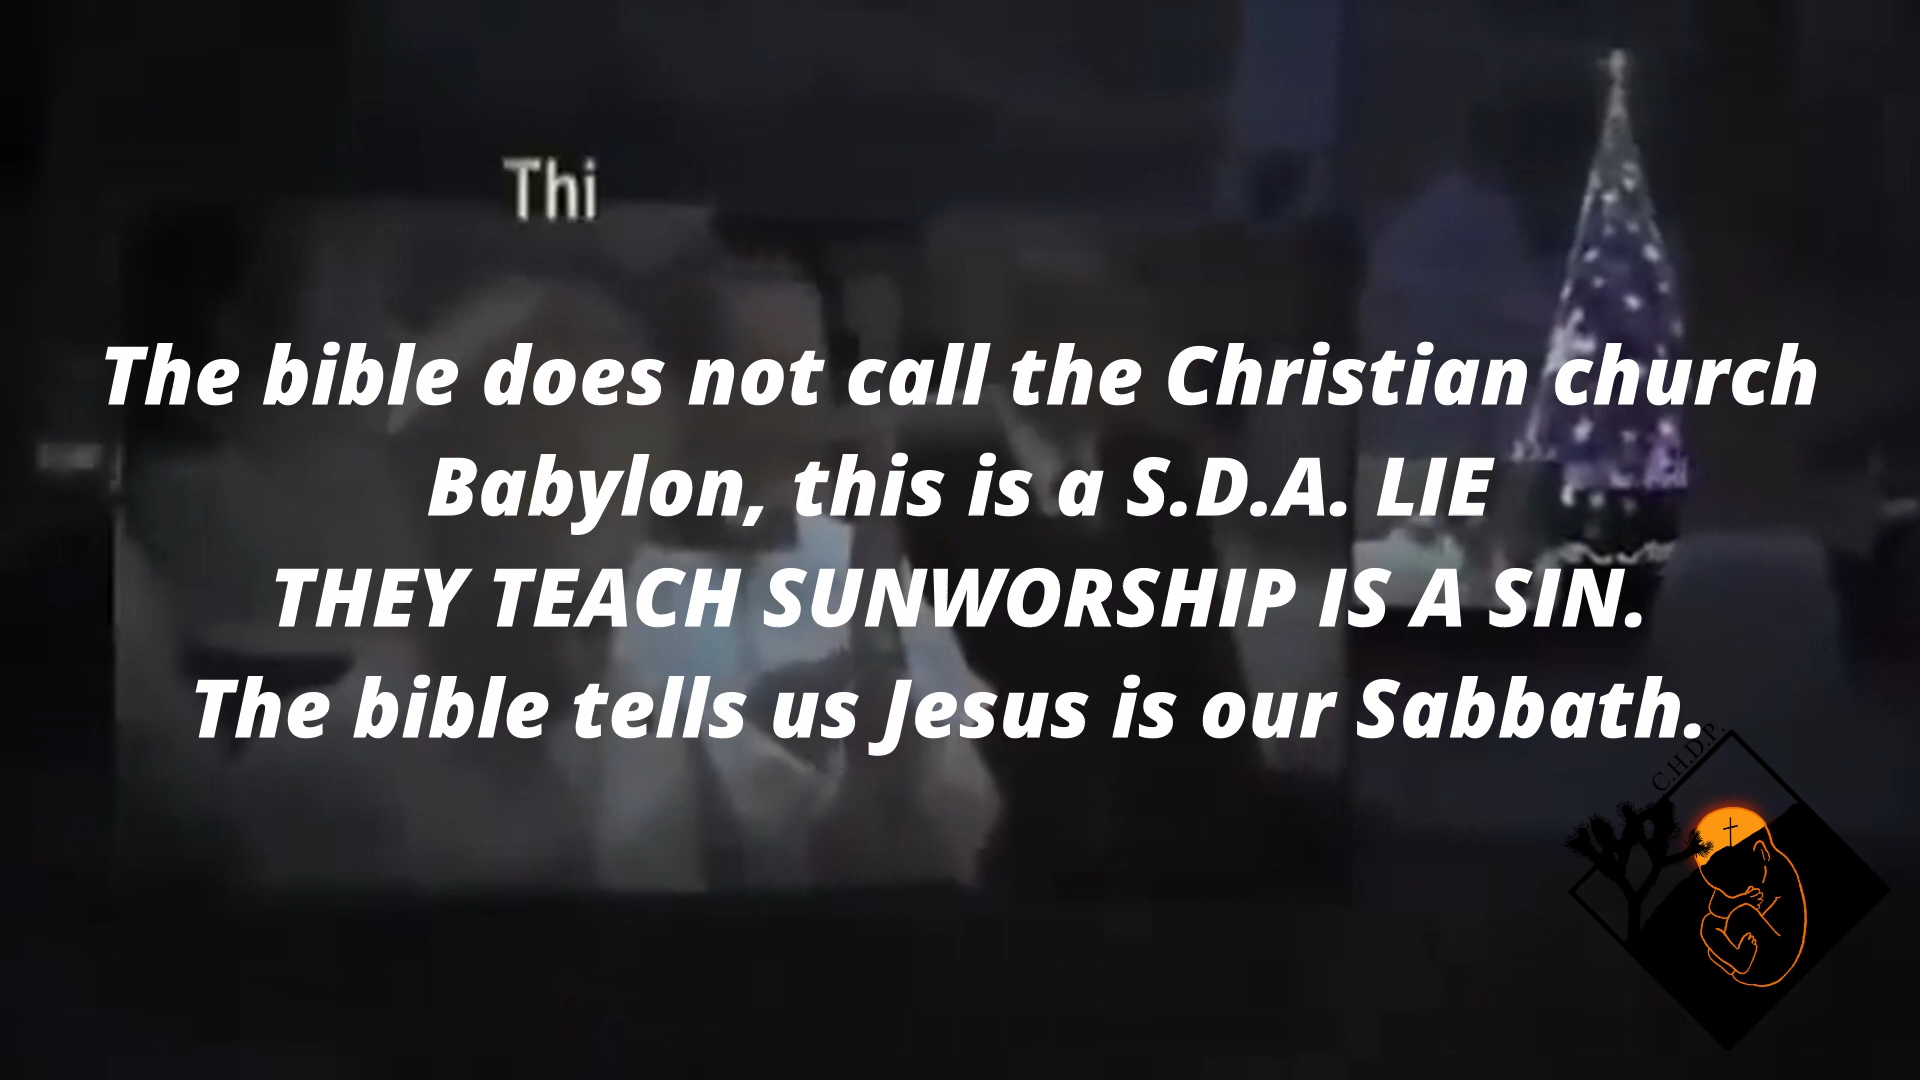 Thi
The bible does not call the Christian church
Babylon, this is a S.D.A. LIE
THEY TEACH SUNWORSHIP IS A SIN.
The bible tells us Jesus is our Sabbath.
C.H.D.P.